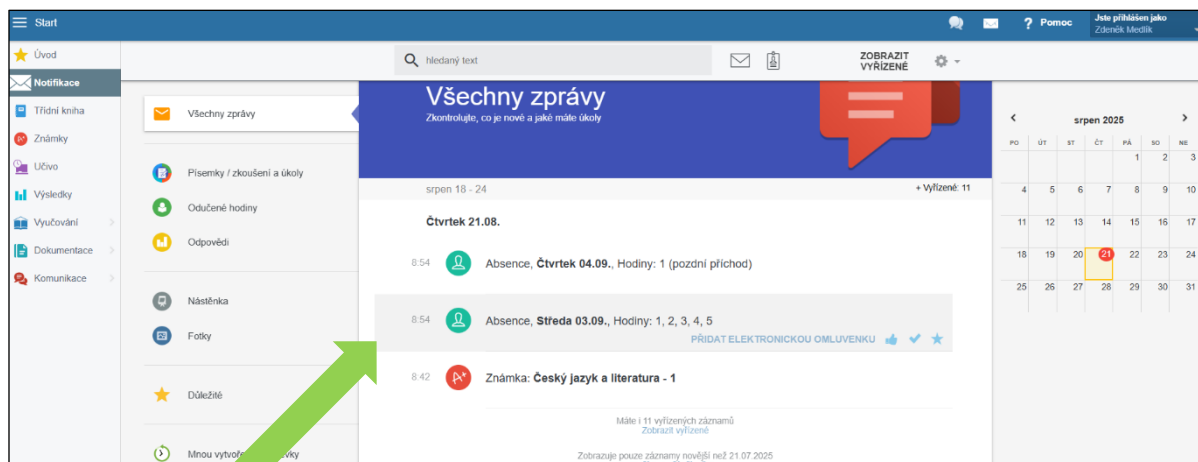 Start
? Pomoc
Jste přihlášen jako
Zdeněk Medlík
Úvod
Notifikace
Třídní kniha
Známky
Učivo
Výsledky
Vyučování
Dokumentace
Komunikace
hledaný text
ZOBRAZIT
VYŘÍZENÉ
Všechny zprávy
Písemky / zkoušení a úkoly
Odučené hodiny
Odpovědi
Nástěnka
Fotky
Důležité
Mnou
Všechny zprávy
Zkontrolujte, co je nové a jaké máte úkoly
srpen 18 - 24
+ Vyřízené: 11
Čtvrtek 21.08.
8:54 Absence, Čtvrtek 04.09., Hodiny: 1 (pozdní příchod)
8:54 Absence, Středa 03.09., Hodiny: 1, 2, 3, 4, 5
PŘIDAT ELEKTRONICKOU OMLUVENKU
8:42 Známka: Český jazyk a literatura - 1
Máte i 11 vyřízených záznamů
Zobrazit vyřízené
Zobrazuje pouze záznamy novější než 21.07.2025
srpen 2025
PO ÚT ST ČT PÁ SO NE
1 2 3
4 5 6 7 8 9 10
11 12 13 14 15 16 17
18 19 20 21 22 23 24
25 26 27 28 29 30 31